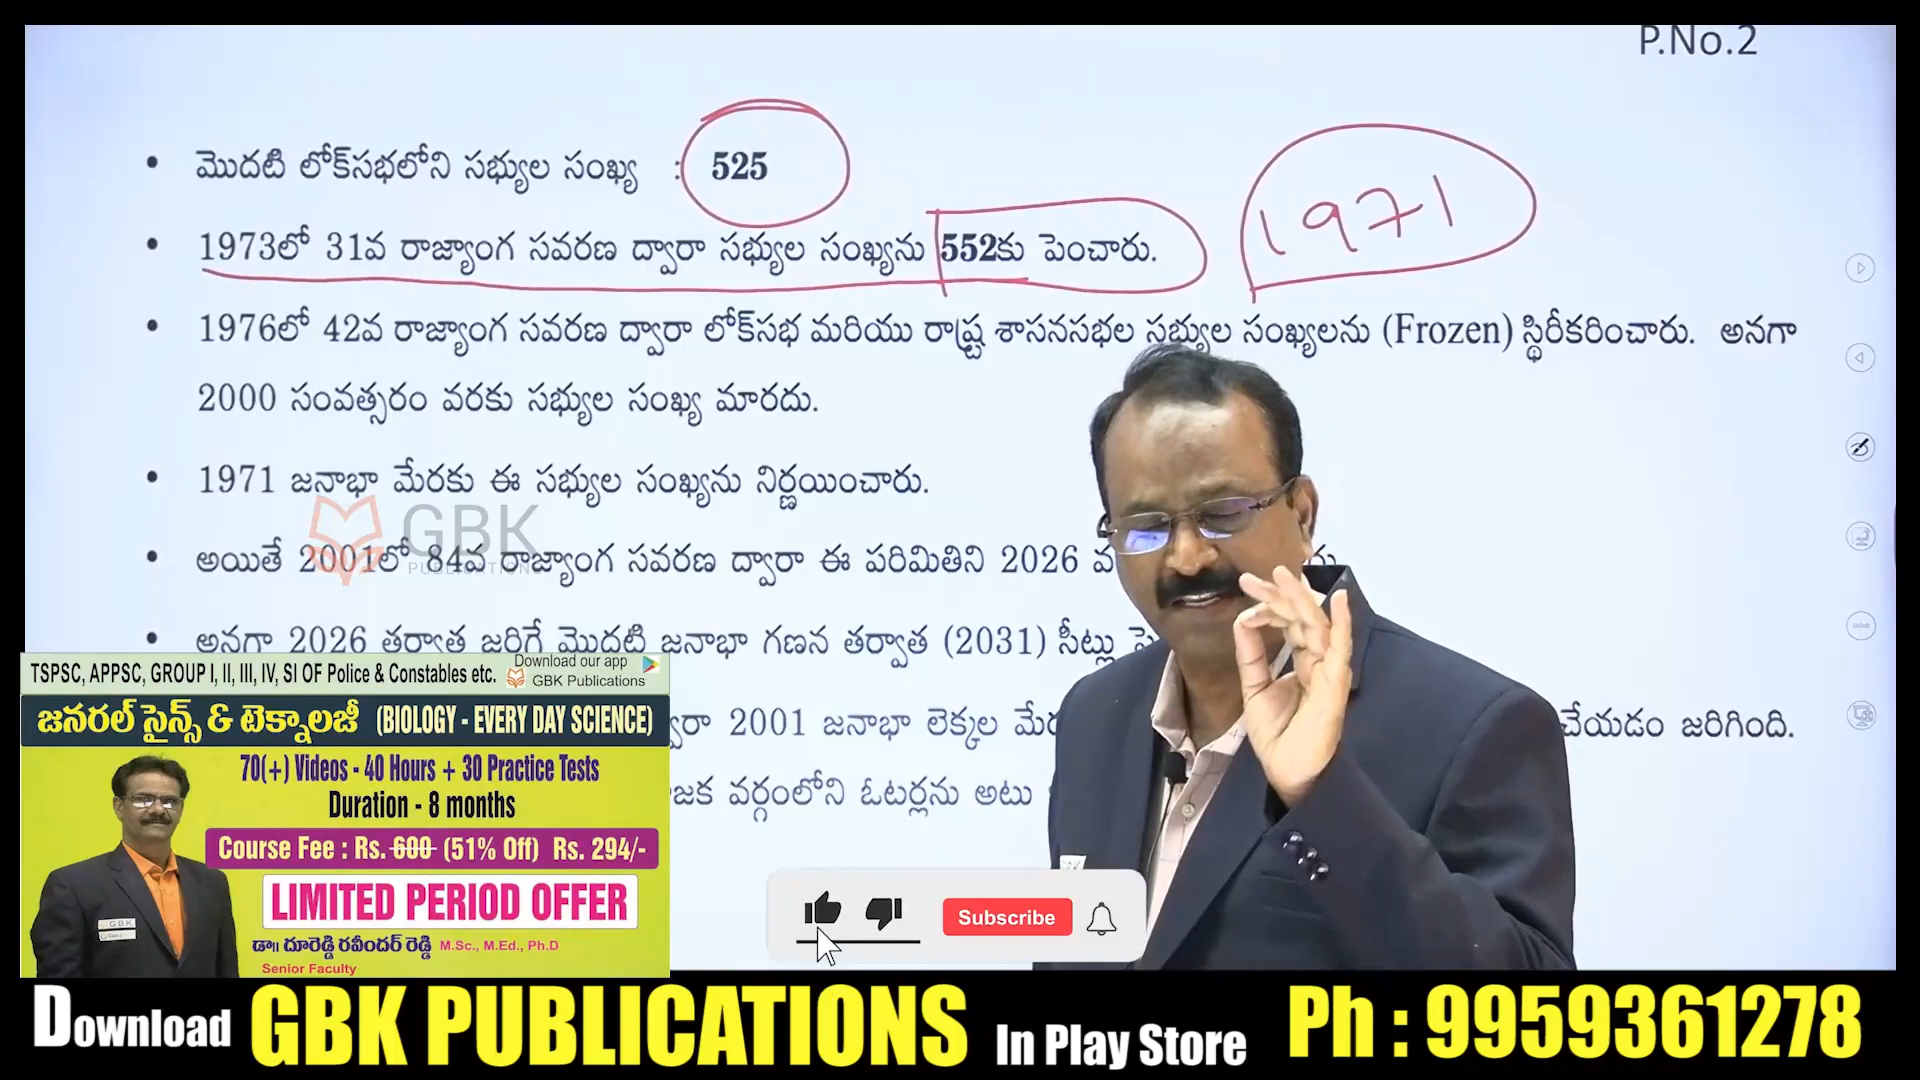 P.No.2
• మొదటి లోక్‌సభలోని సభ్యుల సంఖ్య : 525
• 1973లో 31వ రాజ్యాంగ సవరణ ద్వారా సభ్యుల సంఖ్యను 552కు పెంచారు.
1971
• 1976లో 42వ రాజ్యాంగ సవరణ ద్వారా లోక్‌సభ మరియు రాష్ట్ర శాసనసభల సభ్యుల సంఖ్యలను (Frozen) స్థిరీకరించారు. అనగా
2000 సంవత్సరం వరకు సభ్యుల సంఖ్య మారదు.
• 1971 జనాభా మేరకు ఈ సభ్యుల సంఖ్యను నిర్ణయించారు.
GBK
PUBLICATIONS
• అయితే 2001లో 84వ రాజ్యాంగ సవరణ ద్వారా ఈ పరిమితిని 2026
• అనగా 2026 తర్వాత జరిగే మొదటి జనాభా గణన తర్వాత (2031) సీట్లు
2001 జనాభా లెక్కల చేయడం జరిగింది.
వర్గంలోని ఓటర్లను అటు
TSPSC, APPSC, GROUP I, II, III, IV, SI OF Police & Constables etc.
Download our app
GBK Publications
జనరల్ సైన్స్ & టెక్నాలజీ (BIOLOGY - EVERY DAY SCIENCE)
70(+) Videos - 40 Hours + 30 Practice Tests
Duration - 8 months
Course Fee : Rs. 600 (51% Off) Rs. 294/-
LIMITED PERIOD OFFER
డా॥ దూరెడ్డి రవీందర్ రెడ్డి M.Sc., M.Ed., Ph.D
Senior Faculty
GBK
Subscribe
Download GBK PUBLICATIONS In Play Store Ph : 9959361278